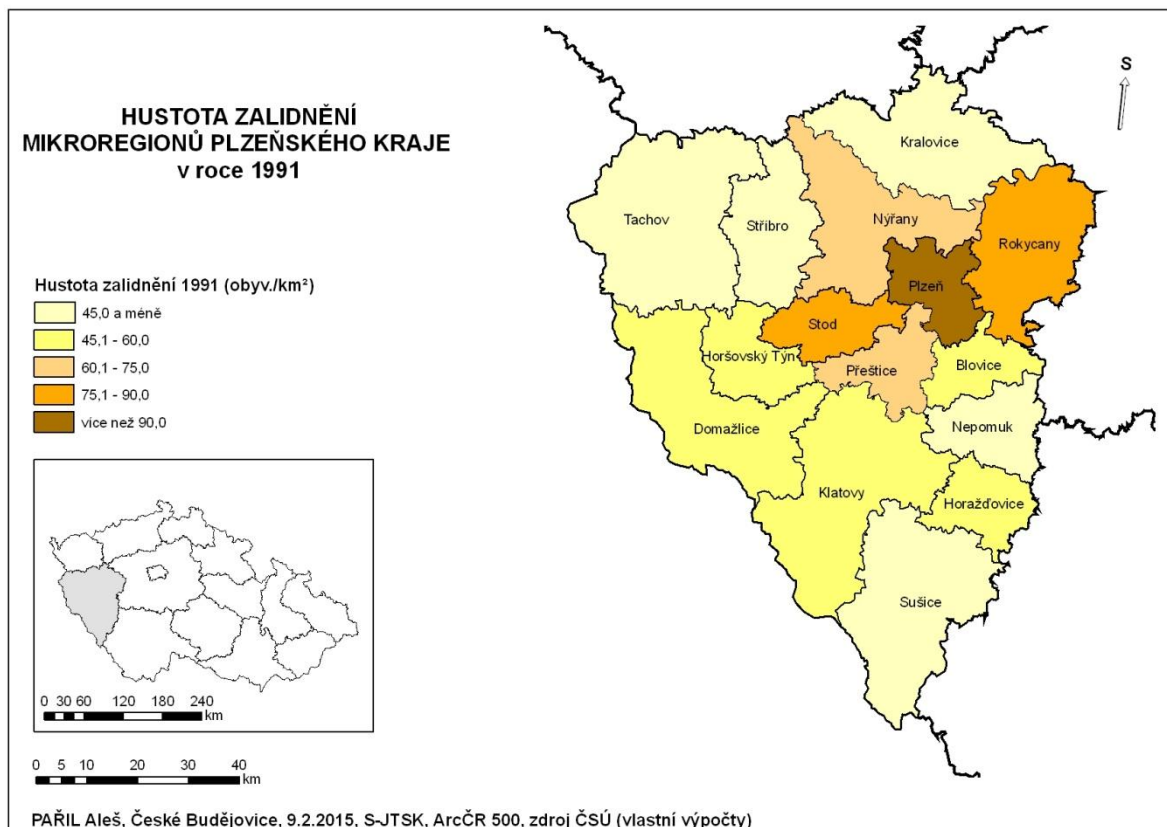 HUSTOTA ZALIDNĚNÍ
MIKROREGIONŮ PLZEŇSKÉHO KRAJE
v roce 1991
S
Kralovice
Tachov
Stříbro
Nýřany
Rokycany
Plzeň
Stod
Horšovský Týn
Přeštice
Blovice
Domažlice
Nepomuk
Klatovy
Horažďovice
Sušice
Hustota zalidnění 1991 (obyv./km²)
45,0 a méně
45,1 - 60,0
60,1 - 75,0
75,1 - 90,0
více než 90,0
0 30 60 120 180 240
km
0 5 10 20 30 40
km
PAŘIL Aleš, České Budějovice, 9.2.2015, S-JTSK, ArcČR 500, zdroj ČSÚ (vlastní výpočty)